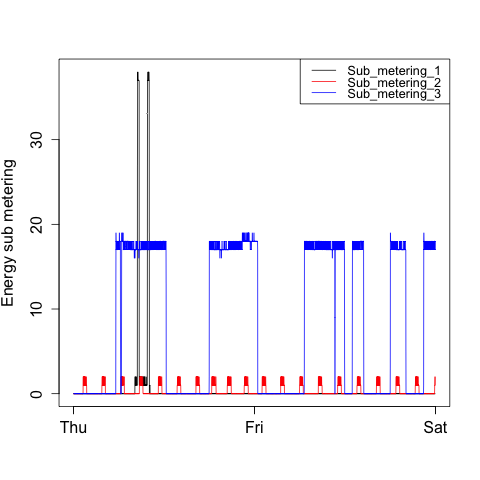 Sub_metering_1
Sub_metering_2
Sub_metering_3
Energy sub metering
30
20
10
0
Thu Fri Sat